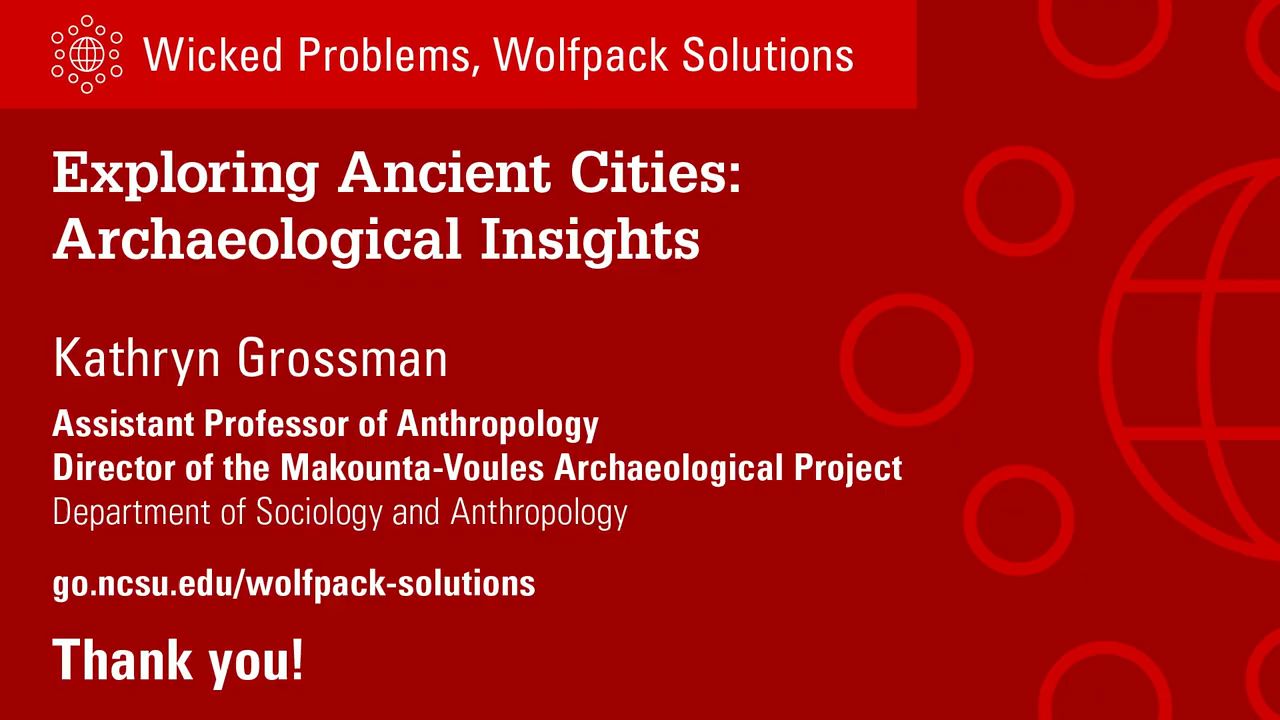 Wicked Problems, Wolfpack Solutions
Exploring Ancient Cities:
Archaeological Insights
Kathryn Grossman
Assistant Professor of Anthropology
Director of the Makounta-Voules Archaeological Project
Department of Sociology and Anthropology
go.ncsu.edu/wolfpack-solutions
Thank you!